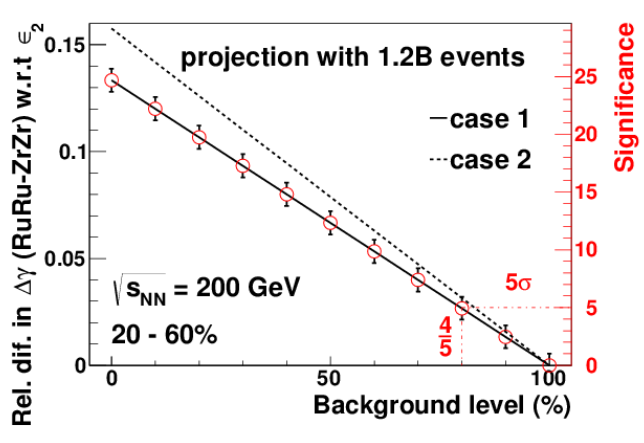 Rel. dif. in Δγ (RuRu-ZrZr) w.r.t ϵ₂
0.15
0.1
0.05
0
projection with 1.2B events
case 1
case 2
√s_NN = 200 GeV
20 - 60%
5σ
4
5
25
20
15
10
5
0
Significance
0
50
100
Background level (%)